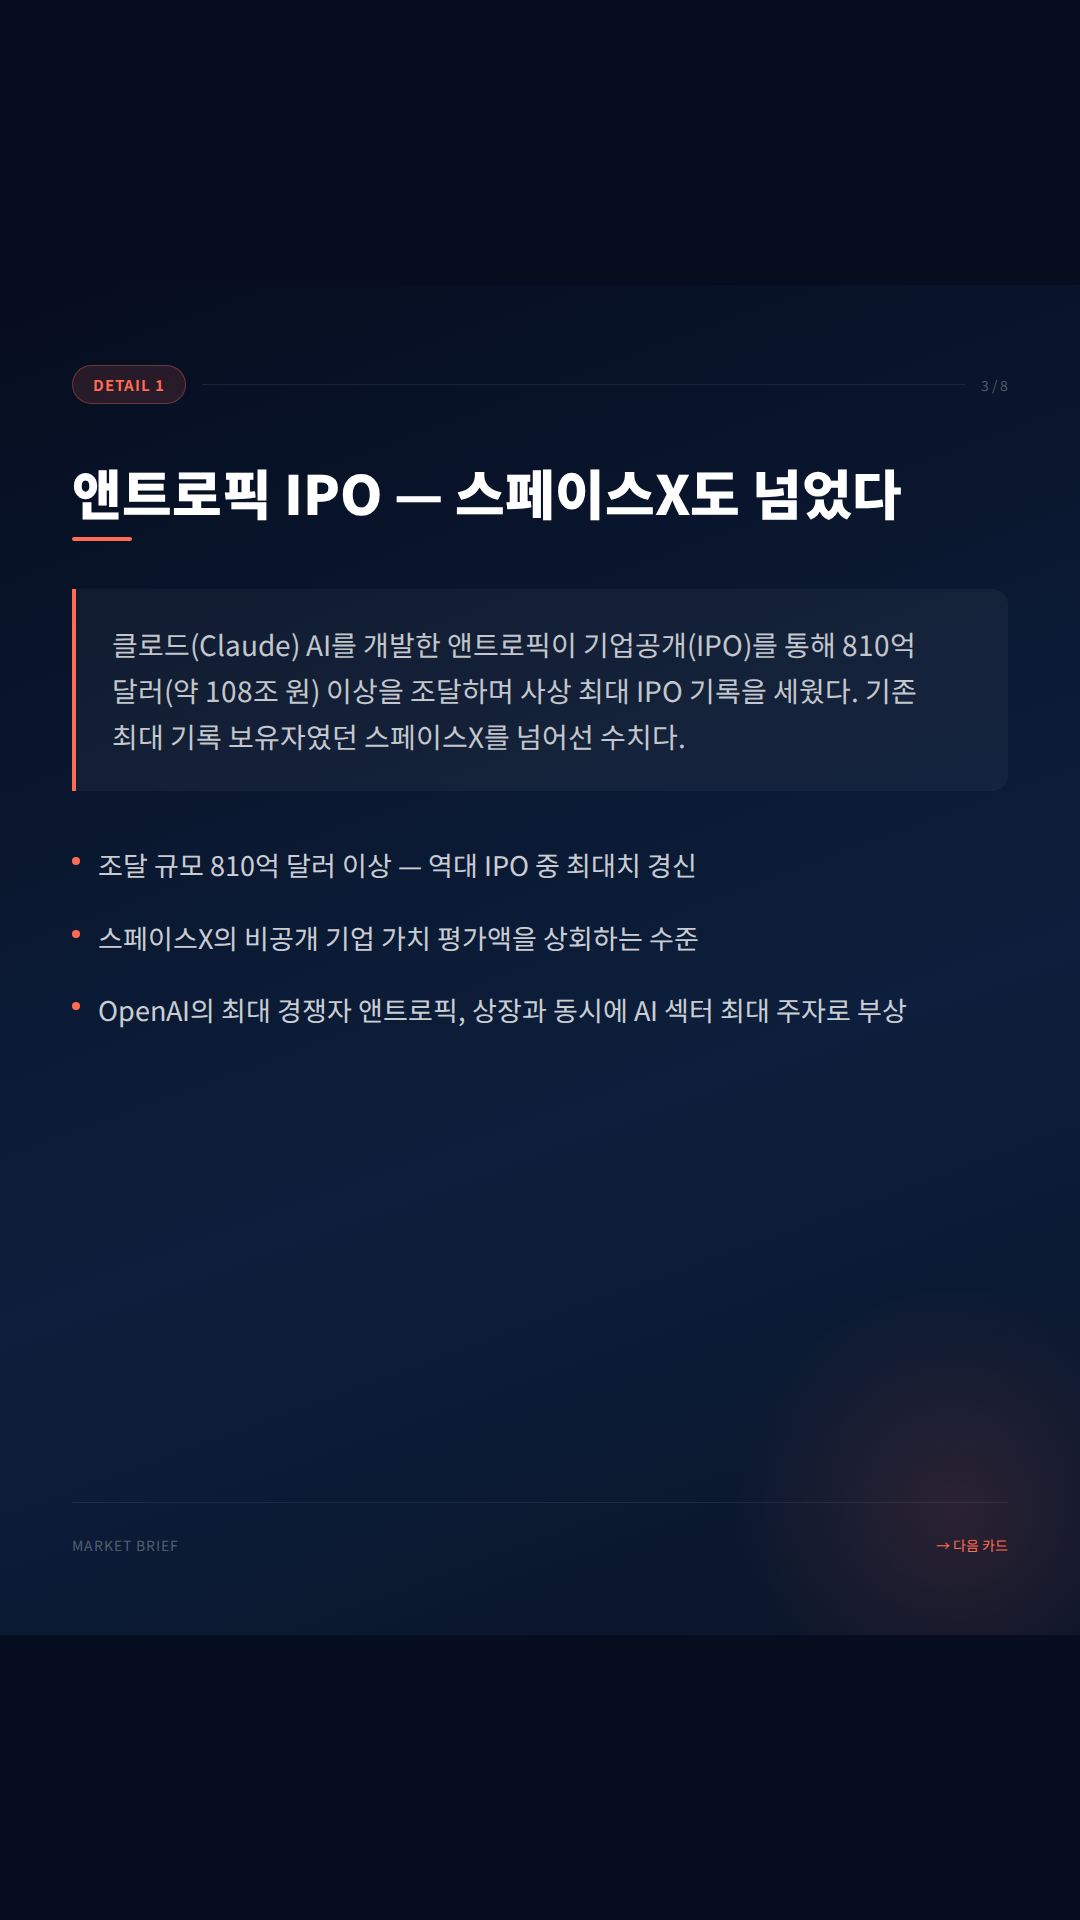 DETAIL 1
3 / 8
앤트로픽 IPO — 스페이스X도 넘었다
클로드(Claude) AI를 개발한 앤트로픽이 기업공개(IPO)를 통해 810억
달러(약 108조 원) 이상을 조달하며 사상 최대 IPO 기록을 세웠다. 기존
최대 기록 보유자였던 스페이스X를 넘어선 수치다.
조달 규모 810억 달러 이상 — 역대 IPO 중 최대치 경신
스페이스X의 비공개 기업 가치 평가액을 상회하는 수준
OpenAI의 최대 경쟁자 앤트로픽, 상장과 동시에 AI 섹터 최대 주자로 부상
MARKET BRIEF
→ 다음 카드